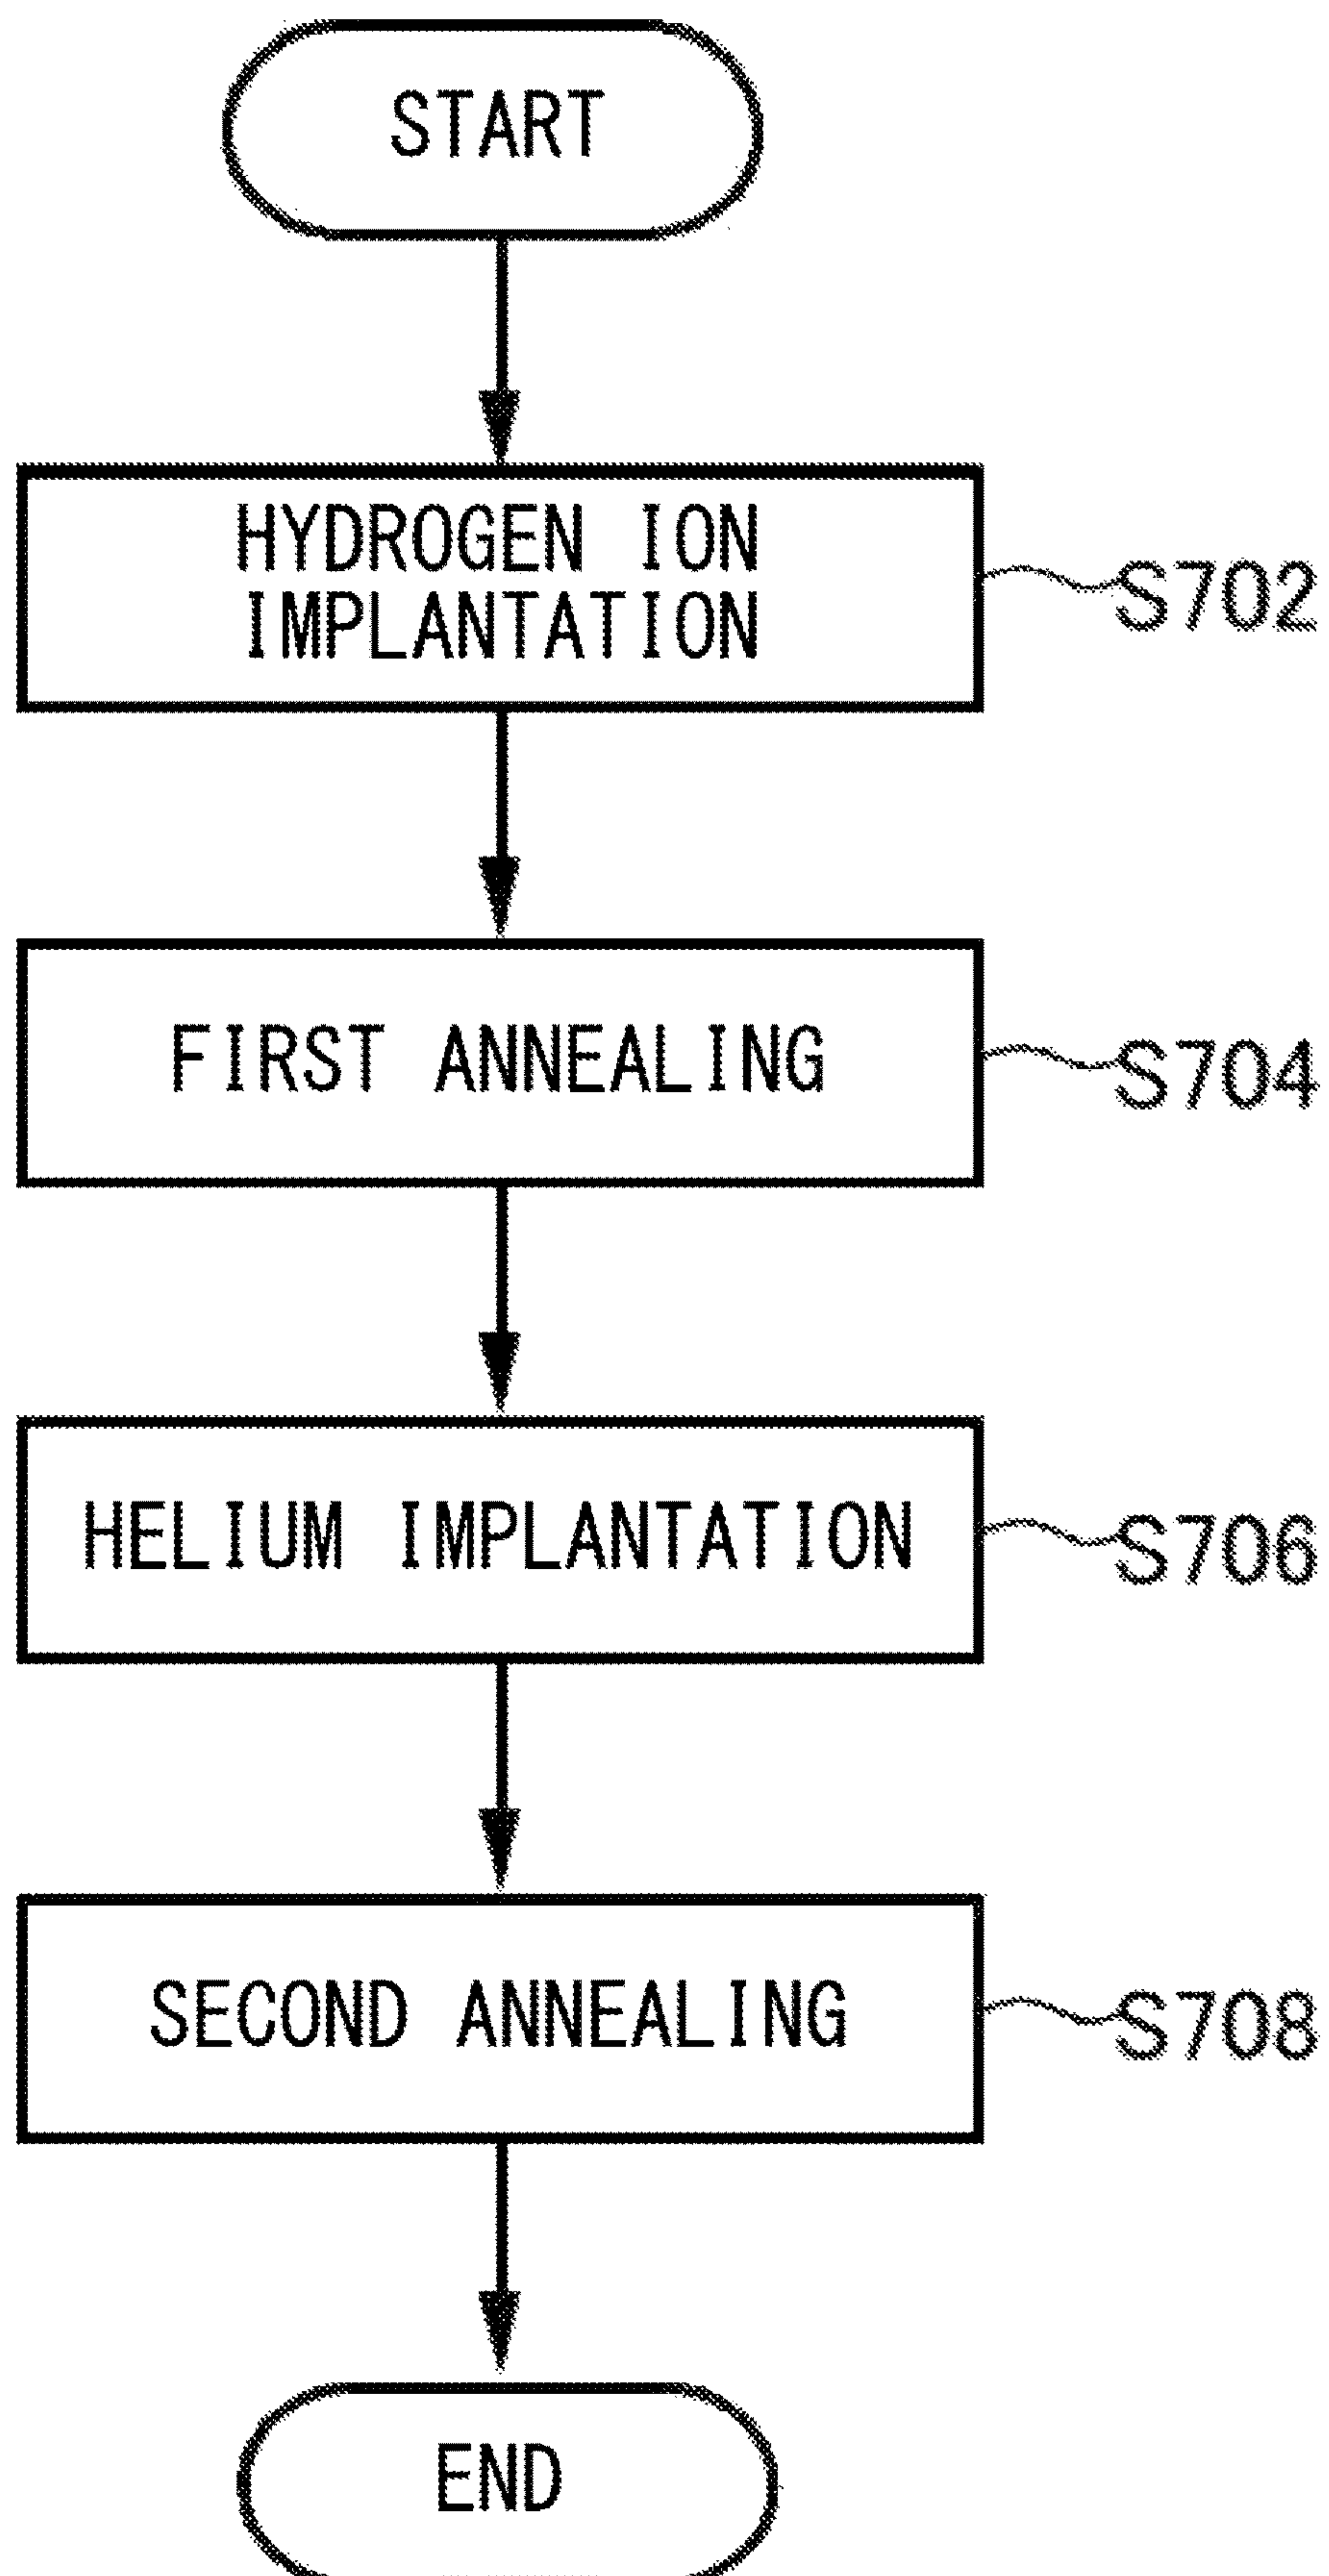 START
HYDROGEN ION
IMPLANTATION
S702
FIRST ANNEALING
S704
HELIUM IMPLANTATION
S706
SECOND ANNEALING
S708
END